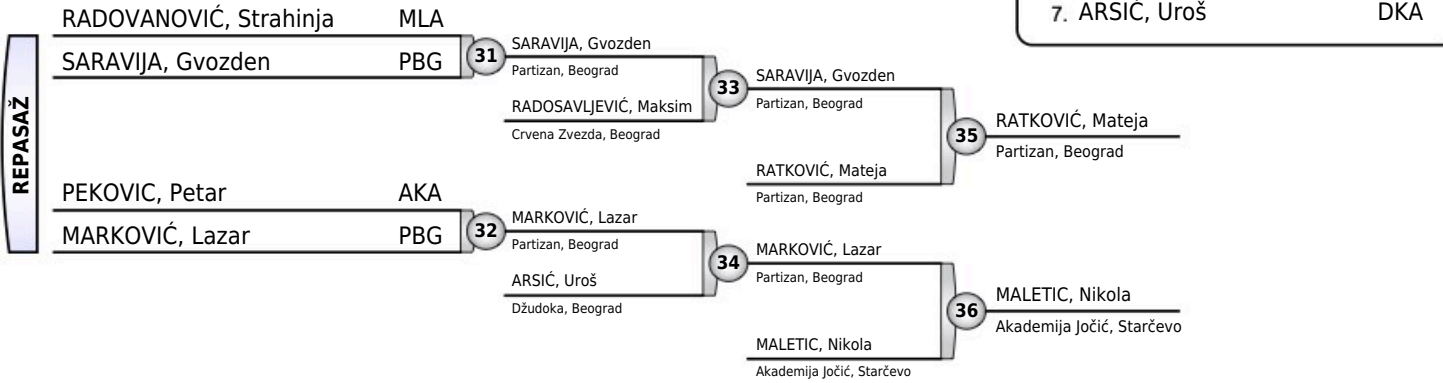 RADOVANOVIĆ, Strahinja MLA
7. ARSIĆ, Uroš DKA
SARAVIJA, Gvozden PBG
31
SARAVIJA, Gvozden
Partizan, Beograd
RADOSAVLJEVIĆ, Maksim
Crvena Zvezda, Beograd
33
SARAVIJA, Gvozden
Partizan, Beograd
RATKOVIĆ, Mateja
Partizan, Beograd
35
RATKOVIĆ, Mateja
Partizan, Beograd
REPASAŽ
PEKOVIC, Petar AKA
MARKOVIĆ, Lazar PBG
32
MARKOVIĆ, Lazar
Partizan, Beograd
ARSIĆ, Uroš
Džudoka, Beograd
34
MARKOVIĆ, Lazar
Partizan, Beograd
MALETIC, Nikola
Akademija Jočić, Starčevo
36
MALETIC, Nikola
Akademija Jočić, Starčevo